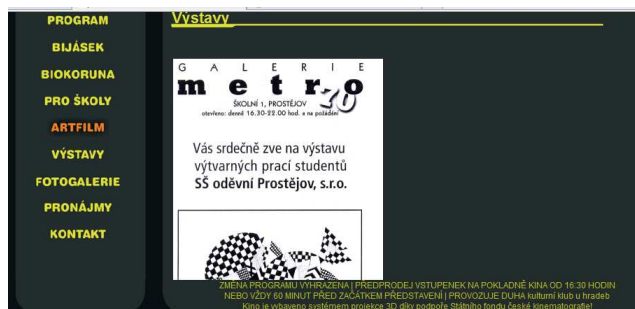 PROGRAM
BIJÁSEK
BIOKORUNA
PRO ŠKOLY
ARTFILM
VÝSTAVY
FOTOGALERIE
PRONÁJMY
KONTAKT
Výstavy
GALERIE
metro 70
ŠKOLNÍ 1, PROSTĚJOV
otevřeno: denně 16.30-22.00 hod. a na požádání
Vás srdečně zve na výstavu
výtvarných prací studentů
SŠ oděvní Prostějov, s.r.o.
ZMĚNA PROGRAMU VYHRAZENA | PŘEDPRODEJ VSTUPENEK NA POKLADNĚ KINA OD 16:30 HODIN
NEBO VŽDY 60 MINUT PŘED ZAČÁTKEM PŘEDSTAVENÍ | PROVOZUJE DUHA kulturní klub u hradeb
Kino je vybaveno systémem projekce 3D díky podpoře Státního fondu české kinematografie!